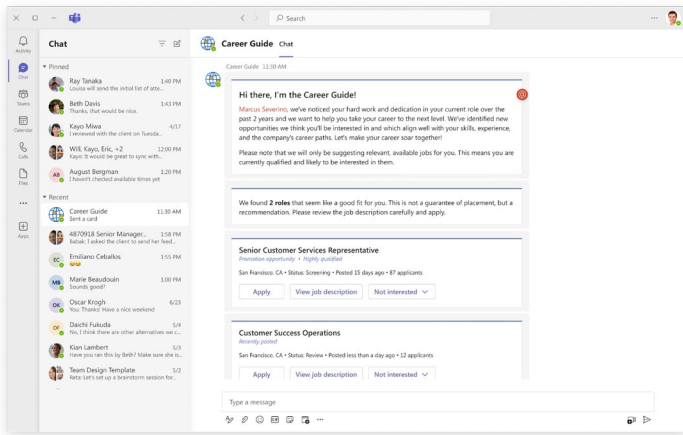 Search
Activity
Chat
Teams
Calendar
Calls
Files
Apps
Chat
Pinned
Ray Tanaka 1:40 PM
Louisa will send the initial list of atte...
Beth Davis 1:43 PM
Thanks, that would be nice.
Kayo Miwa 4/17
I reviewed with the client on Tuesda...
Will, Kayo, Eric, +2 12:00 PM
Kayo: It would be great to sync with...
AB August Bergman 1:20 PM
I haven't checked available times yet
Recent
Career Guide 11:30 AM
Sent a card
4870918 Senior Manager... 1:58 PM
Babak: I asked the client to send her feed...
EC Emiliano Ceballos 1:55 PM
MB Marie Beaudouin 1:00 PM
Sounds good?
OK Oscar Krogh 6/23
You: Thanks! Have a nice weekend
DF Daichi Fukuda 5/4
No, I think there are other alternatives we c...
Kian Lambert 5/3
Have you ran this by Beth? Make sure she is...
Team Design Template 5/2
Reta: Let's set up a brainstorm session for...
Career Guide Chat
Career Guide 11:30 AM
Hi there, I'm the Career Guide!
Marcus Severino, we've noticed your hard work and dedication in your current role over the
past 2 years and we want to help you take your career to the next level. We've identified new
opportunities we think you'll be interested in and which align well with your skills, experience,
and the company's career paths. Let's make your career soar together!
Please note that we will only be suggesting relevant, available jobs for you. This means you are
currently qualified and likely to be interested in them.
We found 2 roles that seem like a good fit for you. This is not a guarantee of placement, but a
recommendation. Please review the job description carefully and apply.
Senior Customer Services Representative
Promotion opportunity • Highly qualified
San Francisco, CA • Status: Screening • Posted 15 days ago • 87 applicants
Apply View job description Not interested
Customer Success Operations
Recently posted
San Francisco, CA • Status: Review • Posted less than a day ago • 12 applicants
Apply View job description Not interested
Type a message